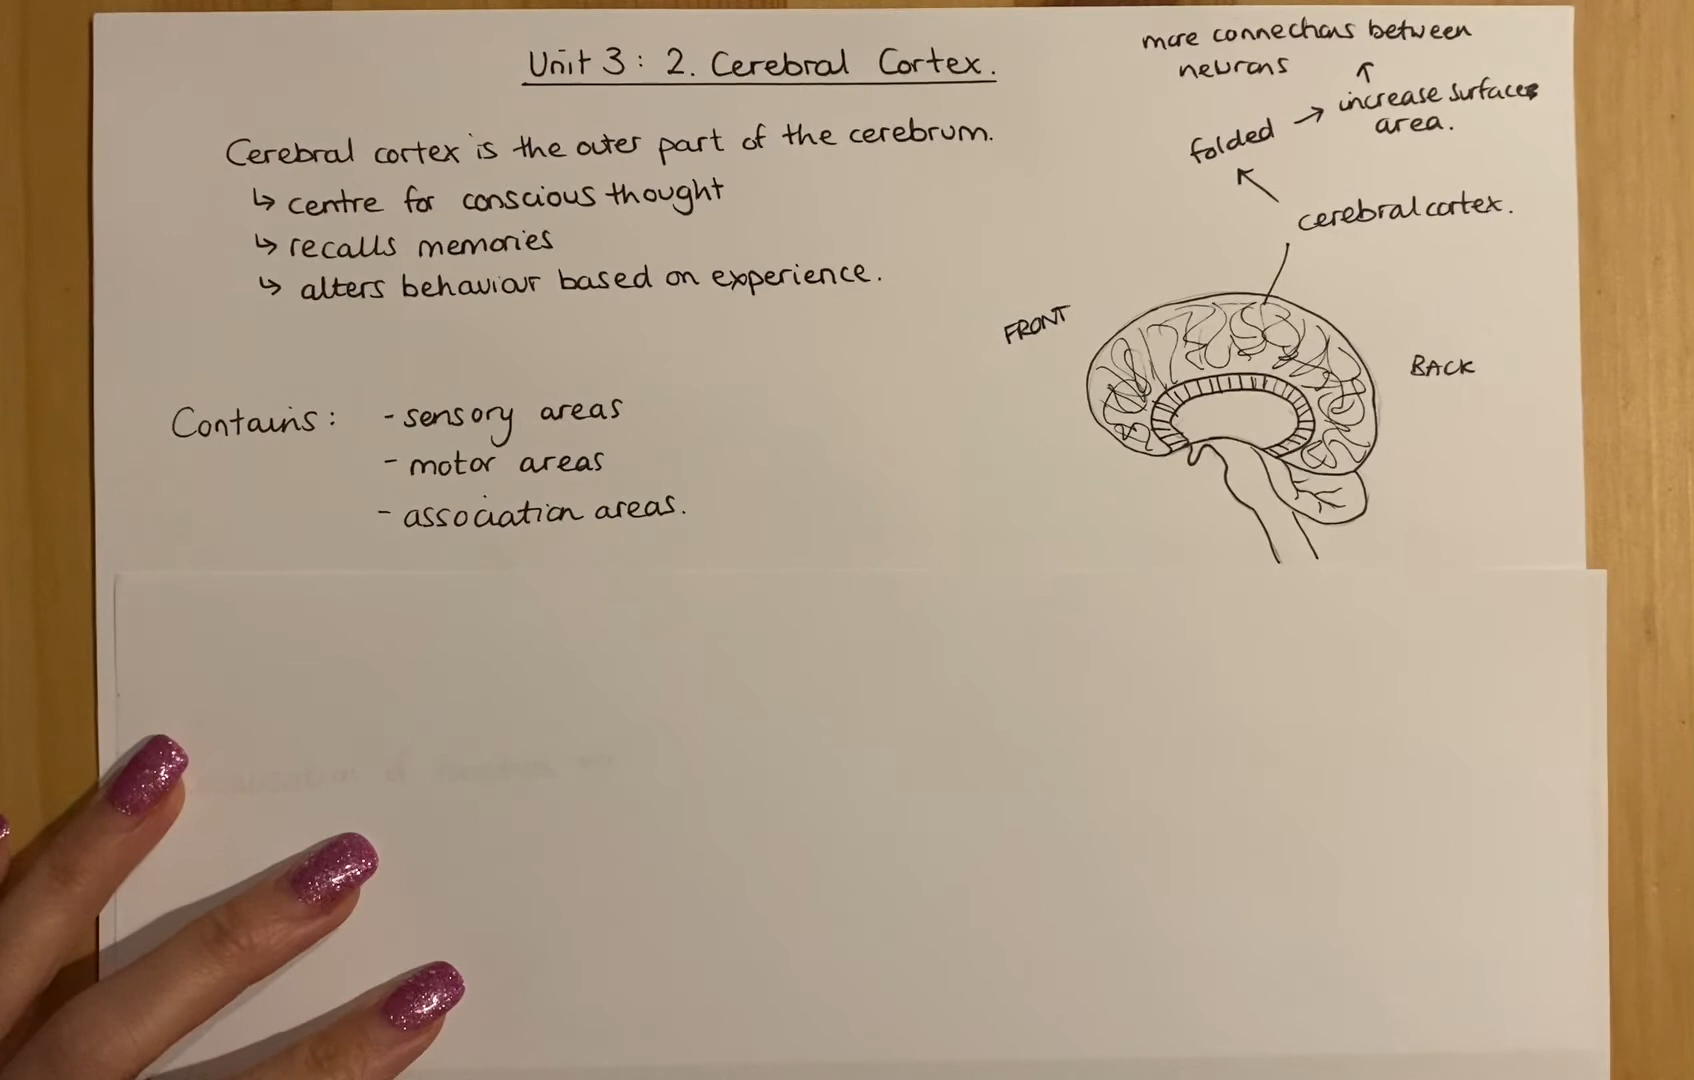 Unit 3: 2. Cerebral Cortex.
Cerebral cortex is the outer part of the cerebrum.
↳ centre for conscious thought
↳ recalls memories
↳ alters behaviour based on experience.
Contains: - sensory areas
- motor areas
- association areas.
more connections between
neurons
increase surface
area.
folded
cerebral cortex.
FRONT
BACK